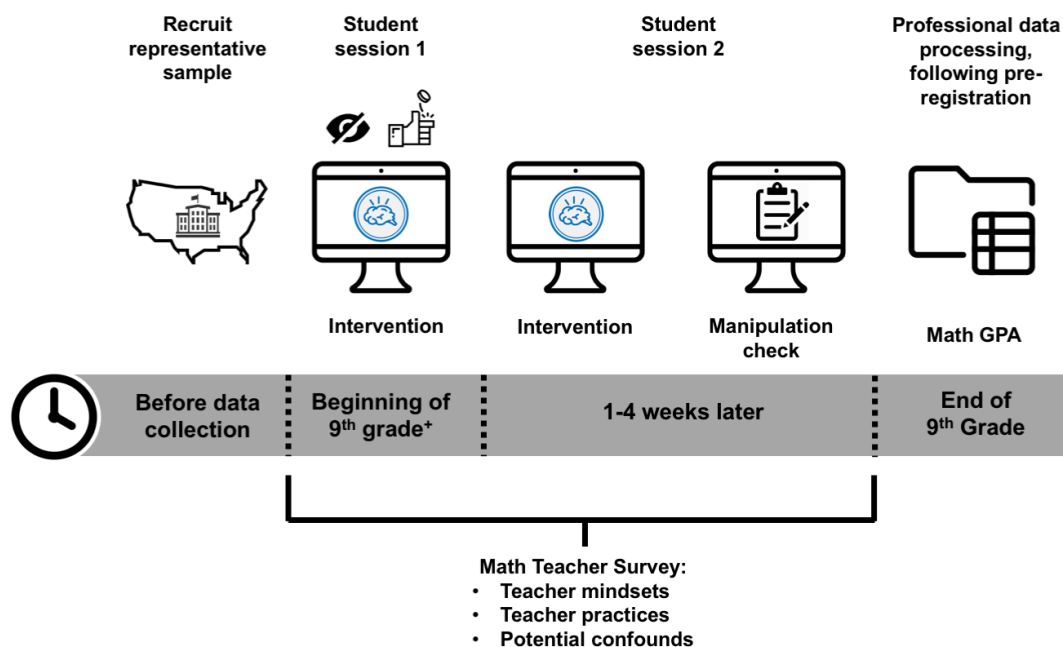 Recruit
representative
sample
Student
session 1
Student
session 2
Professional data
processing,
following pre-
registration
Intervention
Intervention
Manipulation
check
Math GPA
Before data
collection
Beginning of
9th grade+
1-4 weeks later
End of
9th Grade
Math Teacher Survey:
• Teacher mindsets
• Teacher practices
• Potential confounds